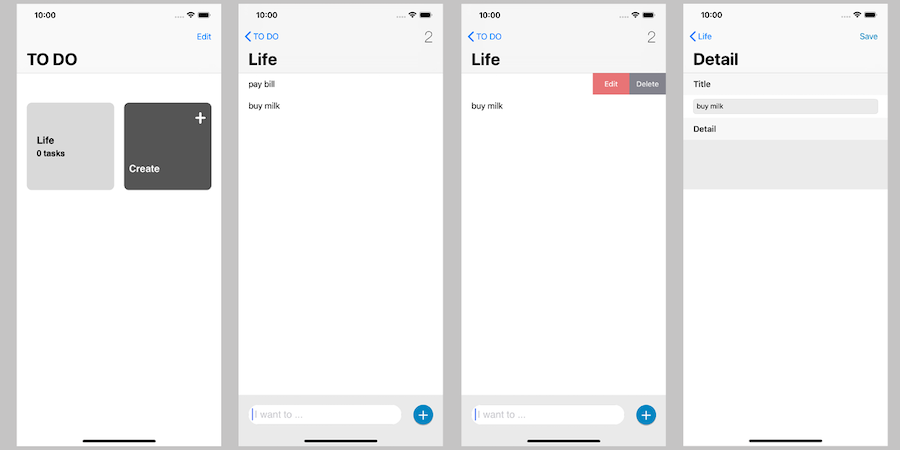 10:00
Edit
TO DO
Life
0 tasks
Create
10:00
TO DO
2
Life
pay bill
buy milk
I want to ...
10:00
TO DO
2
Life
Edit Delete
buy milk
I want to ...
10:00
Life
Save
Detail
Title
buy milk
Detail